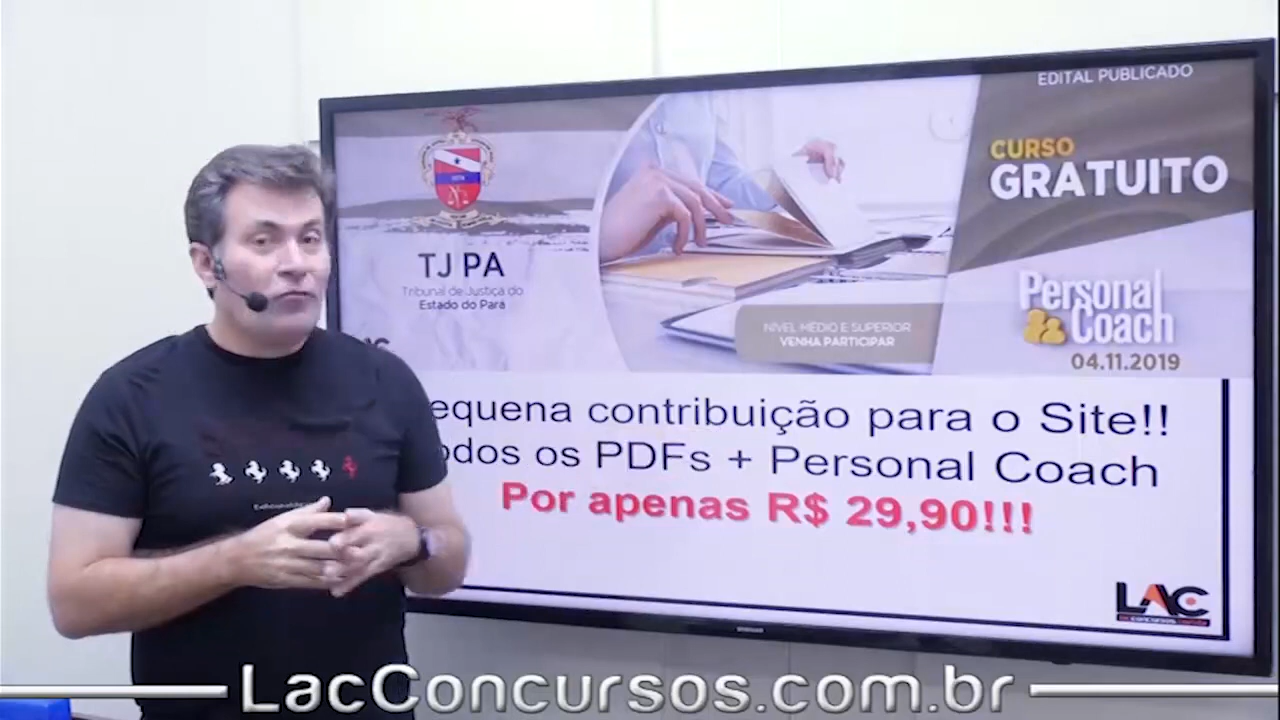 EDITAL PUBLICADO
CURSO
GRATUITO
TJ PA
Tribunal de Justiça do
Estado do Pará
NÍVEL MÉDIO E SUPERIOR
VENHA PARTICIPAR
Personal
Coach
04.11.2019
equena contribuição para o Site!!
odos os PDFs + Personal Coach
Por apenas R$ 29,90!!!
LAC
LacConcursos.com.br